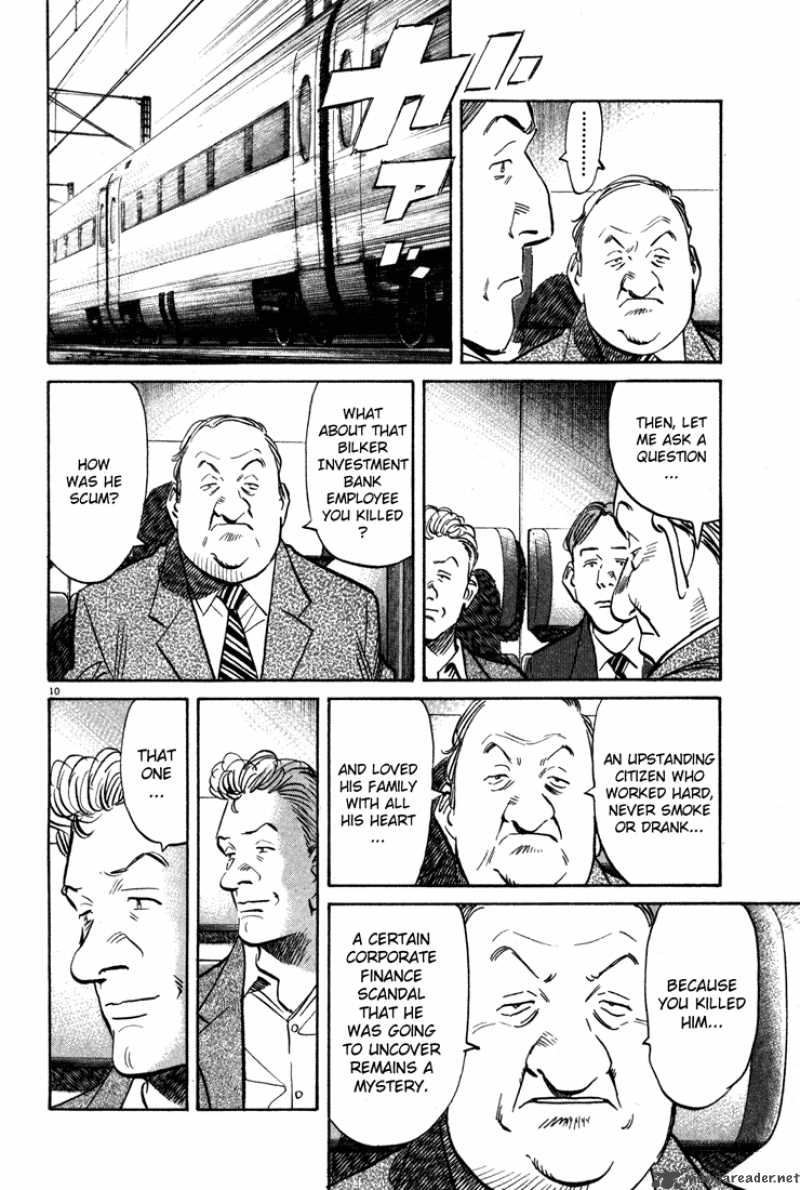 ガァ
........
THEN, LET
ME ASK A
QUESTION
...
WHAT
ABOUT THAT
BILKER
INVESTMENT
BANK
EMPLOYEE
YOU KILLED
?
HOW
WAS HE
SCUM?
10
AN UPSTANDING
CITIZEN WHO
WORKED HARD,
NEVER SMOKE
OR DRANK...
AND LOVED
HIS FAMILY
WITH ALL
HIS HEART
...
THAT
ONE
...
BECAUSE
YOU KILLED
HIM...
A CERTAIN
CORPORATE
FINANCE
SCANDAL
THAT HE
WAS GOING
TO UNCOVER
REMAINS A
MYSTERY.